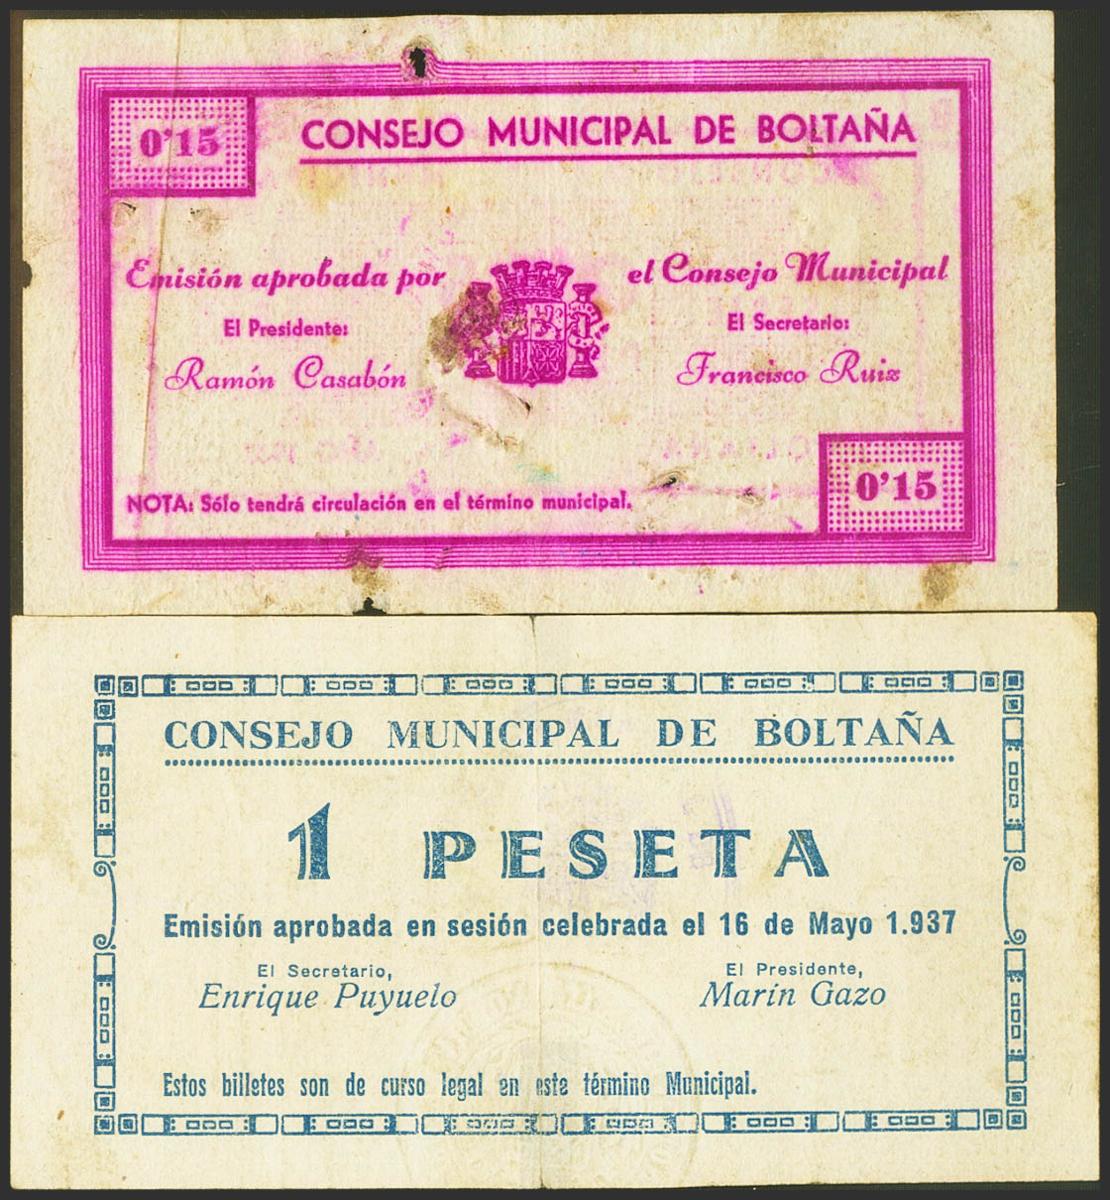 0'15
CONSEJO MUNICIPAL DE BOLTAÑA
Emisión aprobada por el Consejo Municipal
El Presidente: El Secretario:
Ramón Casabón Francisco Ruiz
0'15
NOTA: Sólo tendrá circulación en el término municipal.
CONSEJO MUNICIPAL DE BOLTAÑA
1 PESETA
Emisión aprobada en sesión celebrada el 16 de Mayo 1.937
El Secretario, El Presidente,
Enrique Puyuelo Marín Gazo
Estos billetes son de curso legal en este término Municipal.